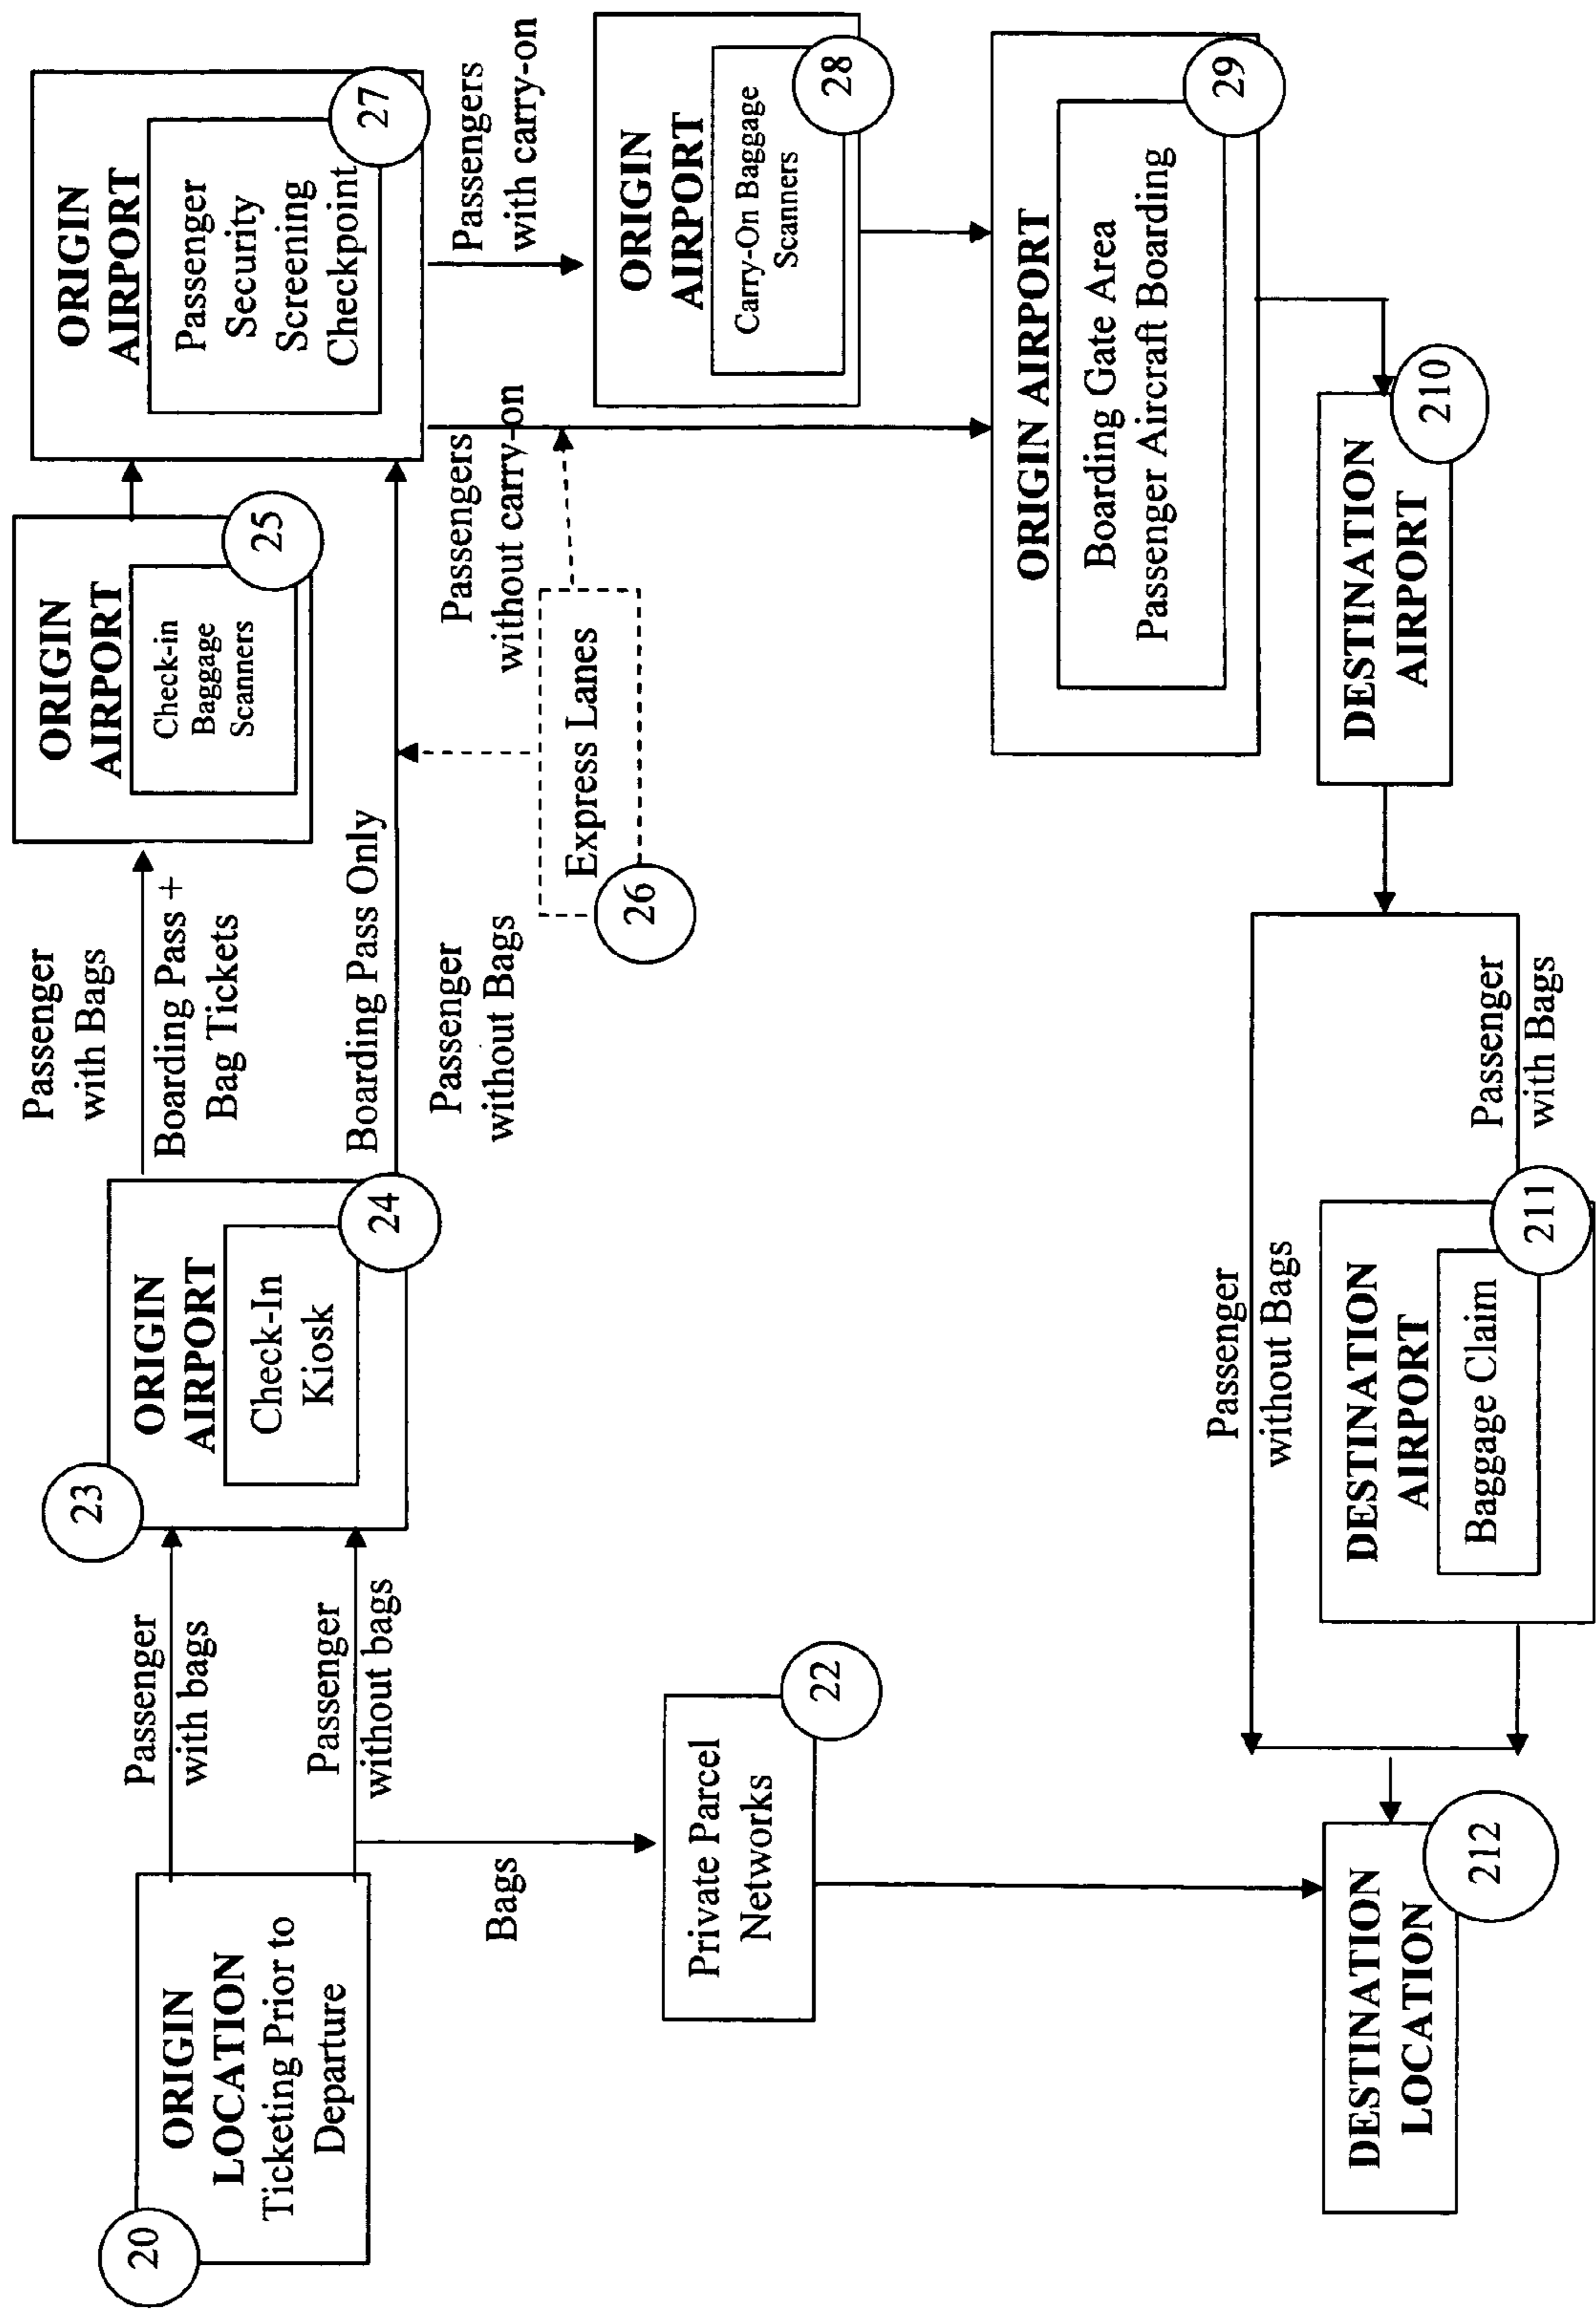 20
ORIGIN
LOCATION
Ticketing Prior to
Departure
Passenger
with bags
Passenger
without bags
Bags
Private Parcel
Networks
22
23
ORIGIN
AIRPORT
Check-In
Kiosk
24
Passenger
with Bags
Boarding Pass +
Bag Tickets
Boarding Pass Only
Passenger
without Bags
ORIGIN
AIRPORT
Check-in
Baggage
Scanners
25
Express Lanes
26
ORIGIN
AIRPORT
Passenger
Security
Screening
Checkpoint
27
Passengers
without carry-on
Passengers
with carry-on
ORIGIN
AIRPORT
Carry-On Baggage
Scanners
28
ORIGIN AIRPORT
Boarding Gate Area
Passenger Aircraft Boarding
29
DESTINATION
AIRPORT
210
Passenger
without Bags
Passenger
with Bags
DESTINATION
AIRPORT
Baggage Claim
211
DESTINATION
LOCATION
212